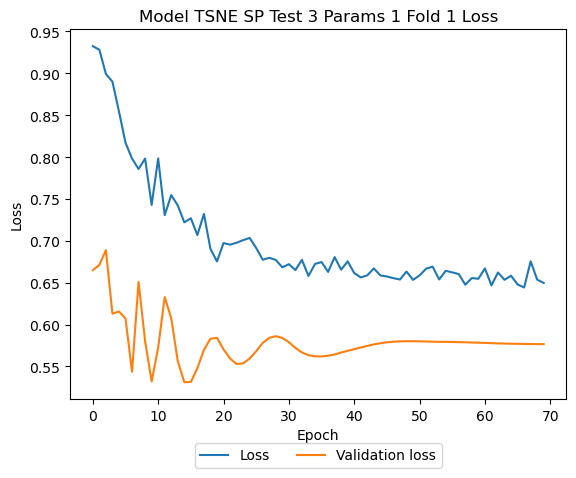 Model TSNE SP Test 3 Params 1 Fold 1 Loss
0.95
0.90
0.85
0.80
0.75
0.70
0.65
0.60
0.55
Loss
0 10 20 30 40 50 60 70
Epoch
Loss Validation loss